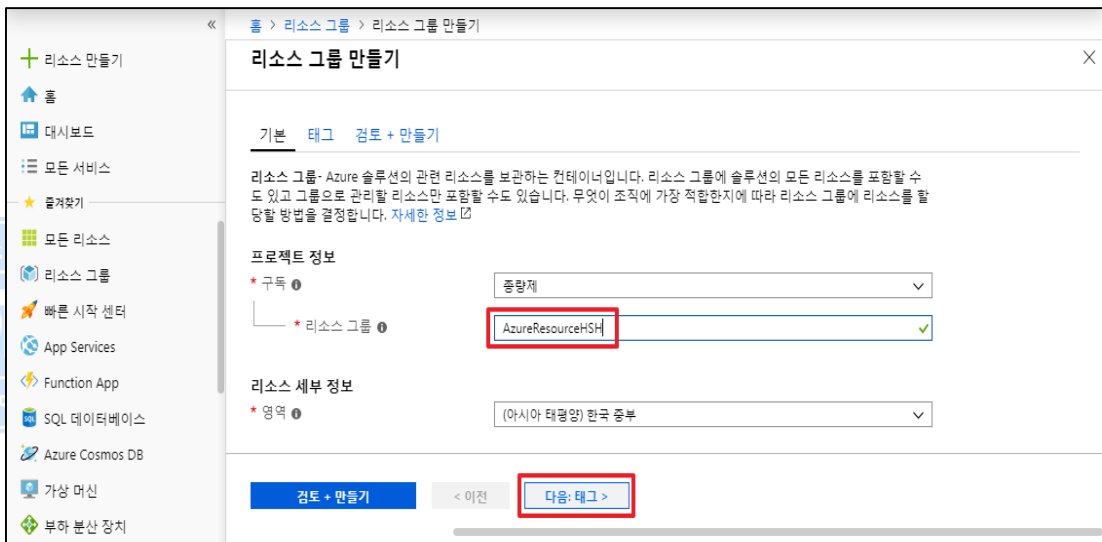 «
홈 > 리소스 그룹 > 리소스 그룹 만들기
리소스 만들기
홈
대시보드
모든 서비스
즐겨찾기
모든 리소스
리소스 그룹
빠른 시작 센터
App Services
Function App
SQL 데이터베이스
Azure Cosmos DB
가상 머신
부하 분산 장치
리소스 그룹 만들기
기본 태그 검토 + 만들기
리소스 그룹- Azure 솔루션의 관련 리소스를 보관하는 컨테이너입니다. 리소스 그룹에 솔루션의 모든 리소스를 포함할 수
도 있고 그룹으로 관리할 리소스만 포함할 수도 있습니다. 무엇이 조직에 가장 적합한지에 따라 리소스 그룹에 리소스를 할
당할 방법을 결정합니다. 자세한 정보
프로젝트 정보
* 구독 종량제
* 리소스 그룹 AzureResourceHSH
리소스 세부 정보
* 영역 (아시아 태평양) 한국 중부
검토 + 만들기 < 이전 다음: 태그 >